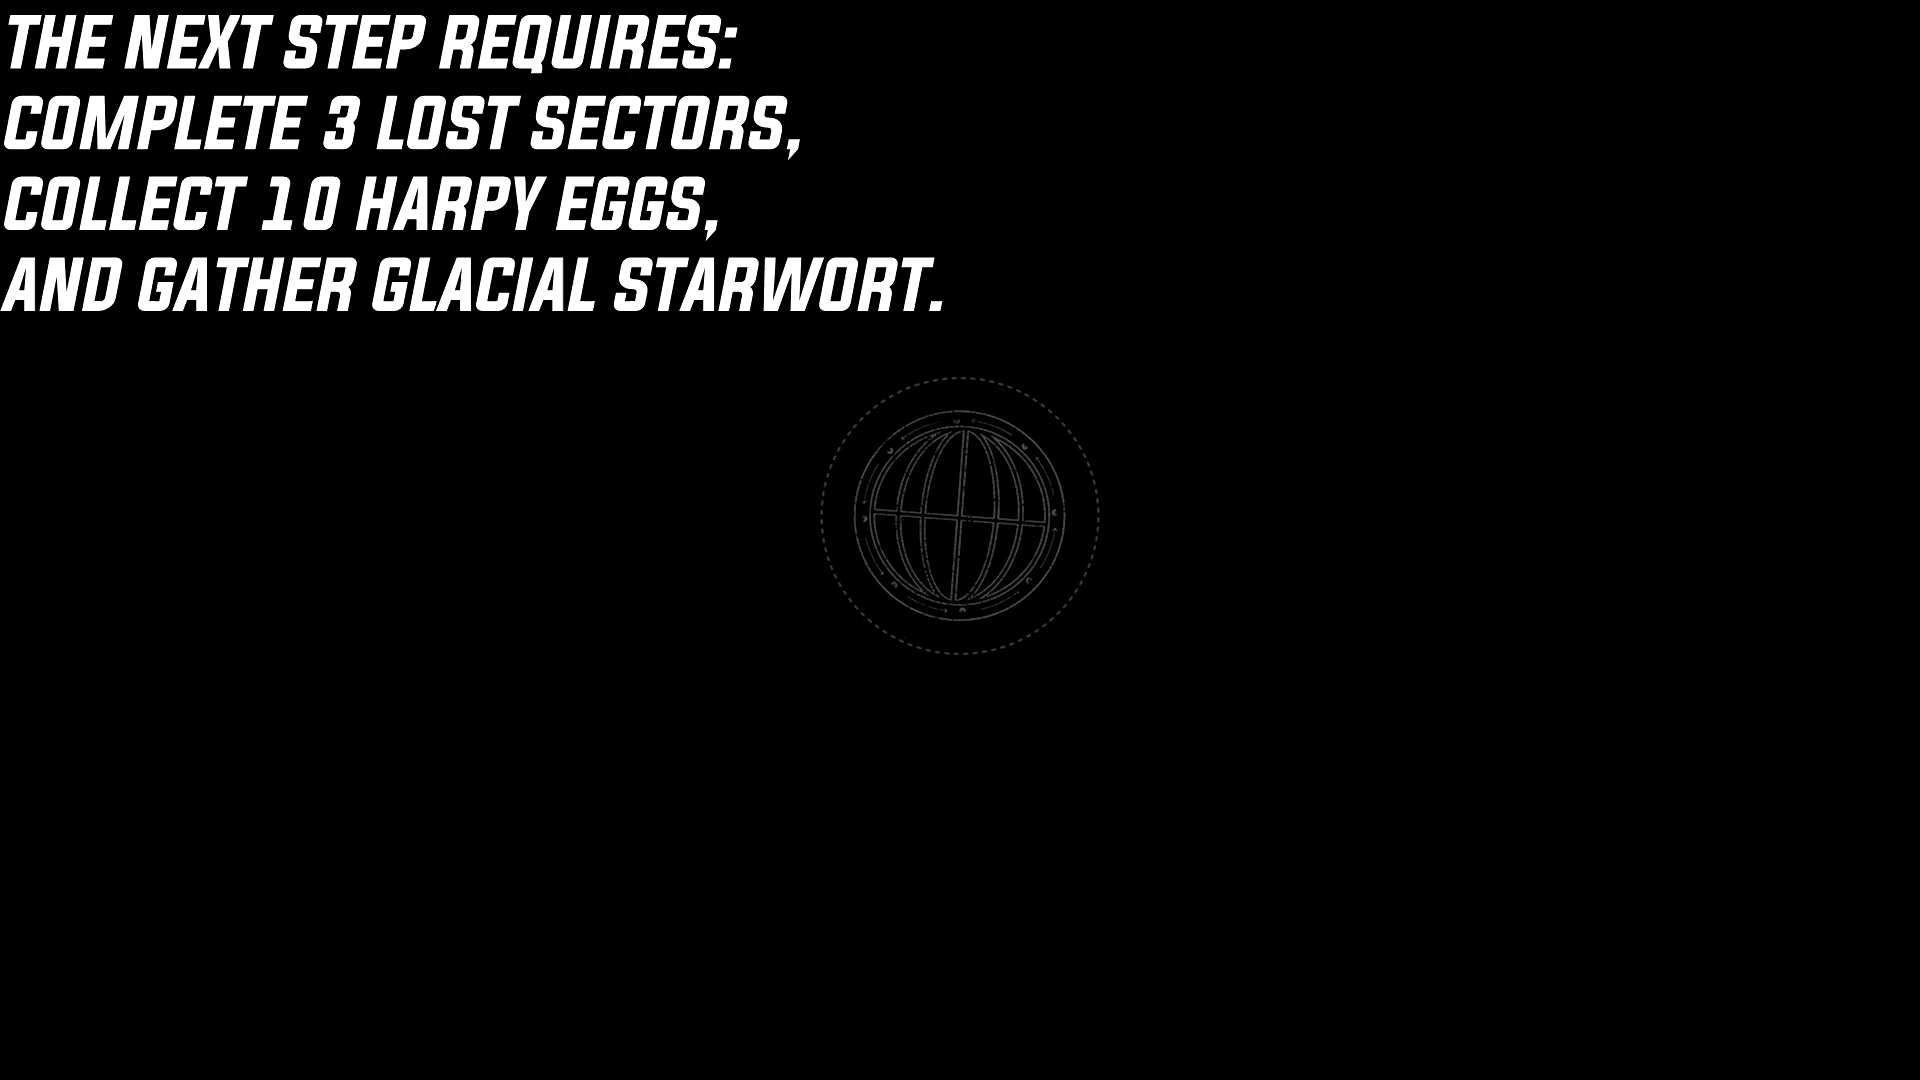 THE NEXT STEP REQUIRES:
COMPLETE 3 LOST SECTORS,
COLLECT 10 HARPY EGGS,
AND GATHER GLACIAL STARWORT.